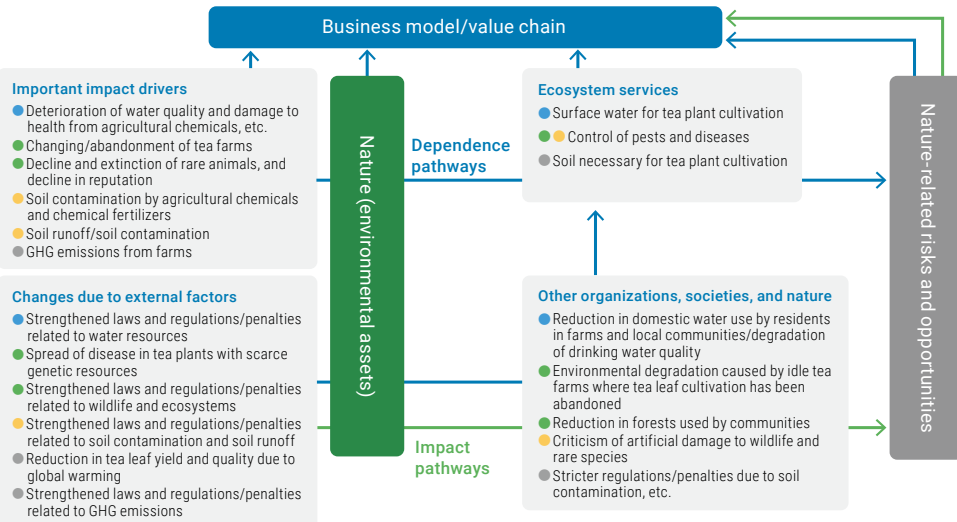 Business model/value chain
Important impact drivers
Deterioration of water quality and damage to
health from agricultural chemicals, etc.
Changing/abandonment of tea farms
Decline and extinction of rare animals, and
decline in reputation
Soil contamination by agricultural chemicals
and chemical fertilizers
Soil runoff/soil contamination
GHG emissions from farms
Changes due to external factors
Strengthened laws and regulations/penalties
related to water resources
Spread of disease in tea plants with scarce
genetic resources
Strengthened laws and regulations/penalties
related to wildlife and ecosystems
Strengthened laws and regulations/penalties
related to soil contamination and soil runoff
Reduction in tea leaf yield and quality due to
global warming
Strengthened laws and regulations/penalties
related to GHG emissions
Nature (environmental assets)
Dependence
pathways
Impact
pathways
Ecosystem services
Surface water for tea plant cultivation
Control of pests and diseases
Soil necessary for tea plant cultivation
Other organizations, societies, and nature
Reduction in domestic water use by residents
in farms and local communities/degradation
of drinking water quality
Environmental degradation caused by idle tea
farms where tea leaf cultivation has been
abandoned
Reduction in forests used by communities
Criticism of artificial damage to wildlife and
rare species
Stricter regulations/penalties due to soil
contamination, etc.
Nature-related risks and opportunities